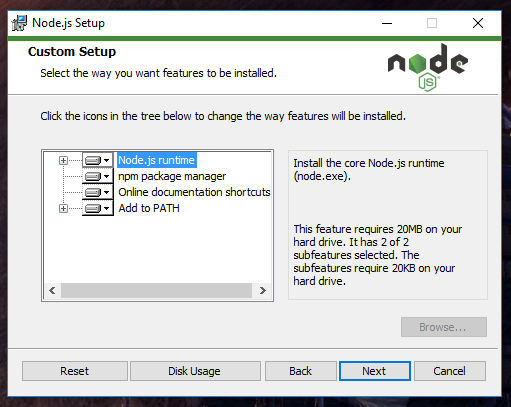 Node.js Setup
Custom Setup
Select the way you want features to be installed.
node
JS
Click the icons in the tree below to change the way features will be installed.
Node.js runtime
npm package manager
Online documentation shortcuts
Add to PATH
Install the core Node.js runtime
(node.exe).
This feature requires 20MB on your
hard drive. It has 2 of 2
subfeatures selected. The
subfeatures require 20KB on your
hard drive.
Browse...
Reset
Disk Usage
Back
Next
Cancel